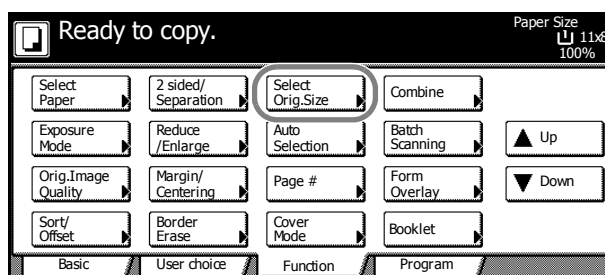 Ready to copy.
Paper Size
11x8
100%
Select
Paper
2 sided/
Separation
Select
Orig.Size
Combine
Exposure
Mode
Reduce
/Enlarge
Auto
Selection
Batch
Scanning
Up
Orig.Image
Quality
Margin/
Centering
Page #
Form
Overlay
Down
Sort/
Offset
Border
Erase
Cover
Mode
Booklet
Basic
User choice
Function
Program